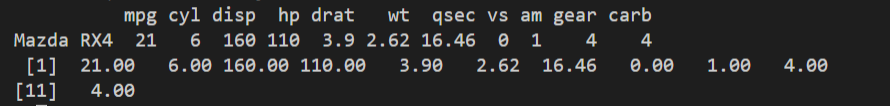 mpg cyl disp hp drat wt qsec vs am gear carb
Mazda RX4 21 6 160 110 3.9 2.62 16.46 0 1 4 4
[1] 21.00 6.00 160.00 110.00 3.90 2.62 16.46 0.00 1.00 4.00
[11] 4.00